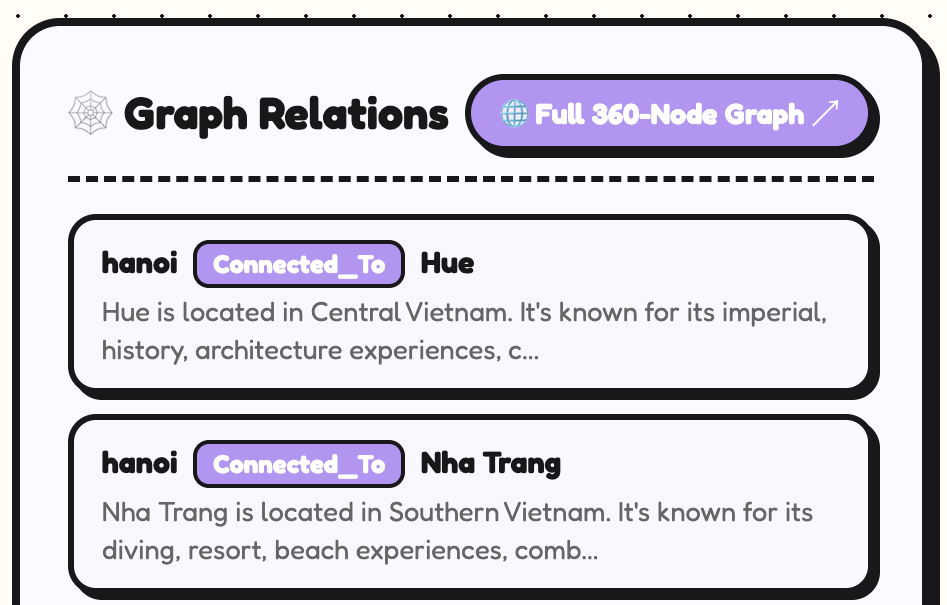 Graph Relations
Full 360-Node Graph ↗
hanoi Connected_To Hue
Hue is located in Central Vietnam. It's known for its imperial,
history, architecture experiences, c...
hanoi Connected_To Nha Trang
Nha Trang is located in Southern Vietnam. It's known for its
diving, resort, beach experiences, comb...